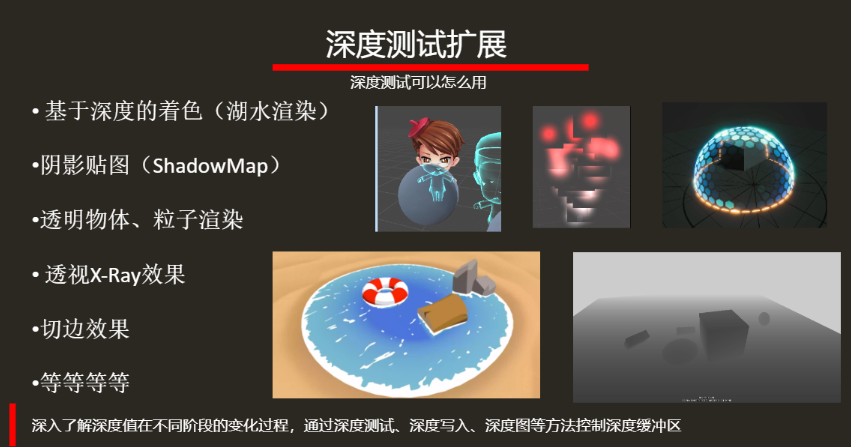 深度测试扩展
深度测试可以怎么用
• 基于深度的着色（湖水渲染）
•阴影贴图（ShadowMap）
•透明物体、粒子渲染
• 透视X-Ray效果
•切边效果
•等等等等
深入了解深度值在不同阶段的变化过程，通过深度测试、深度写入、深度图等方法控制深度缓冲区